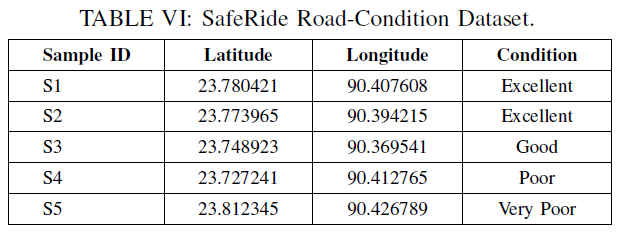 TABLE VI: SafeRide Road-Condition Dataset.
Sample ID Latitude Longitude Condition
S1 23.780421 90.407608 Excellent
S2 23.773965 90.394215 Excellent
S3 23.748923 90.369541 Good
S4 23.727241 90.412765 Poor
S5 23.812345 90.426789 Very Poor